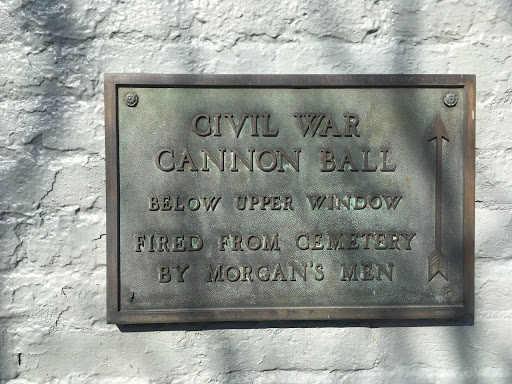 CIVIL WAR
CANNON BALL
BELOW UPPER WINDOW
FIRED FROM CEMETERY
BY MORGAN'S MEN